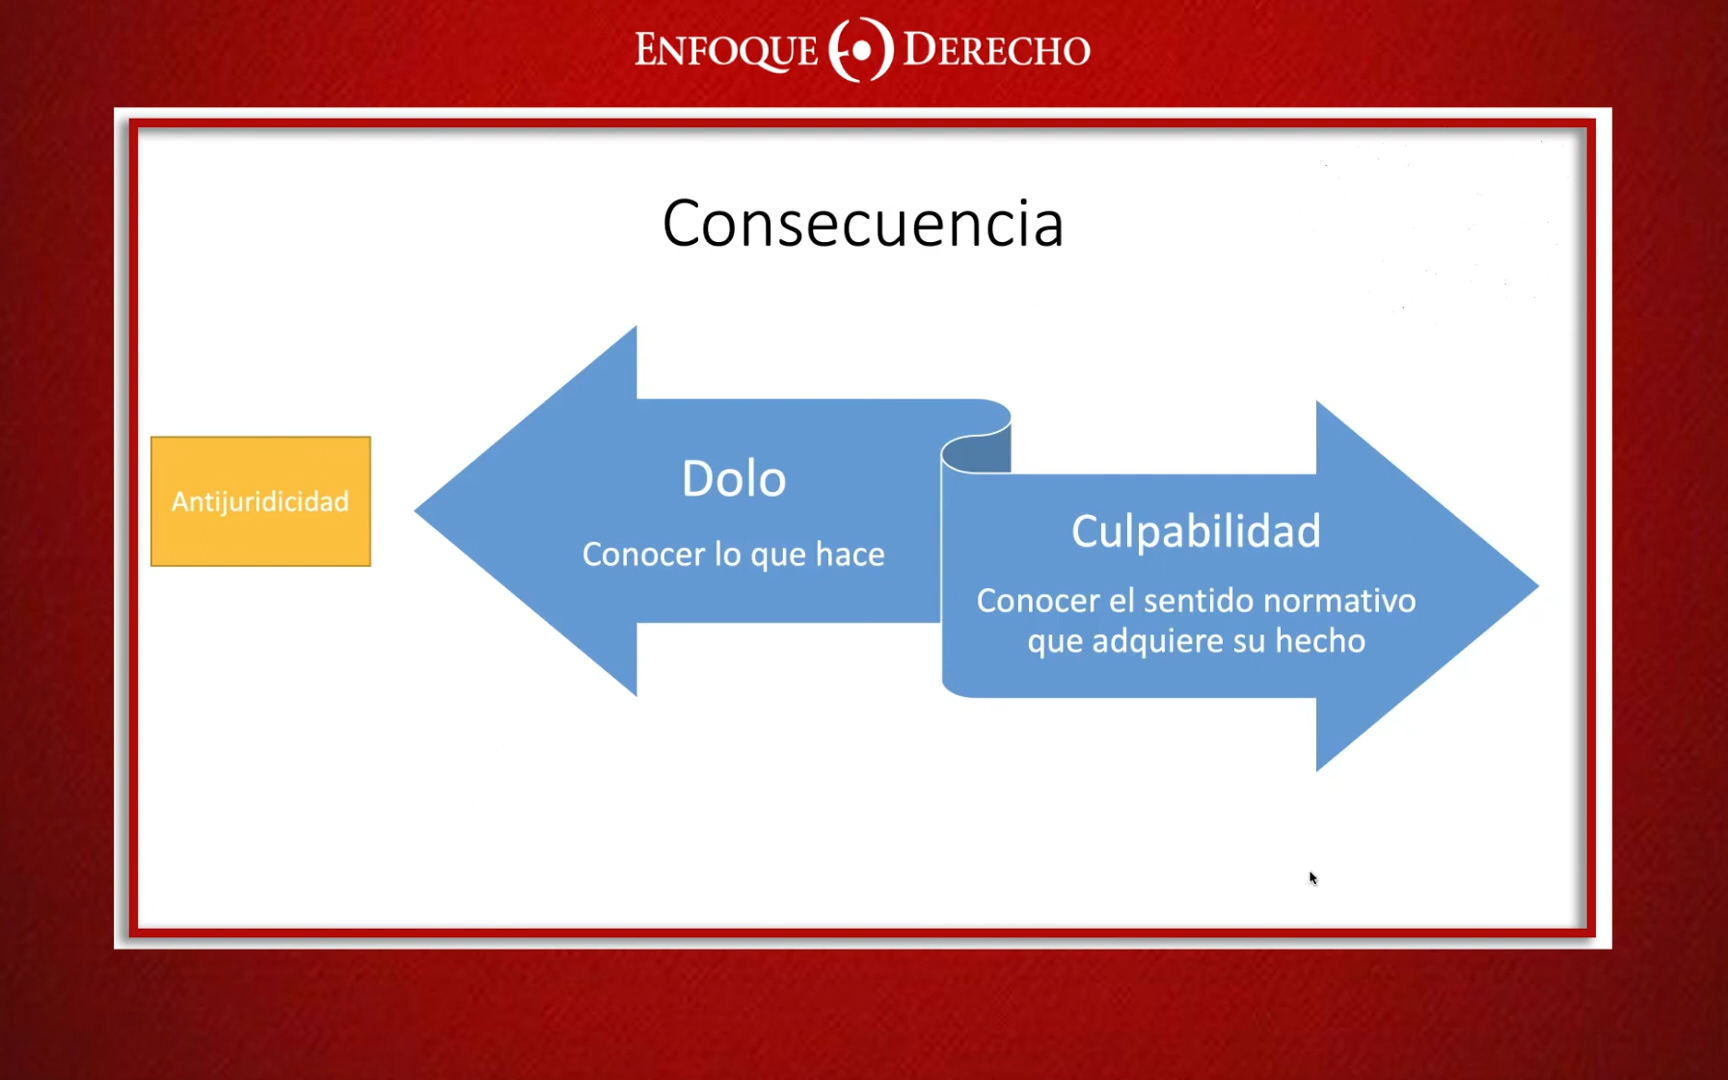 ENFOQUE DERECHO
Consecuencia
Antijuridicidad
Dolo
Conocer lo que hace
Culpabilidad
Conocer el sentido normativo
que adquiere su hecho